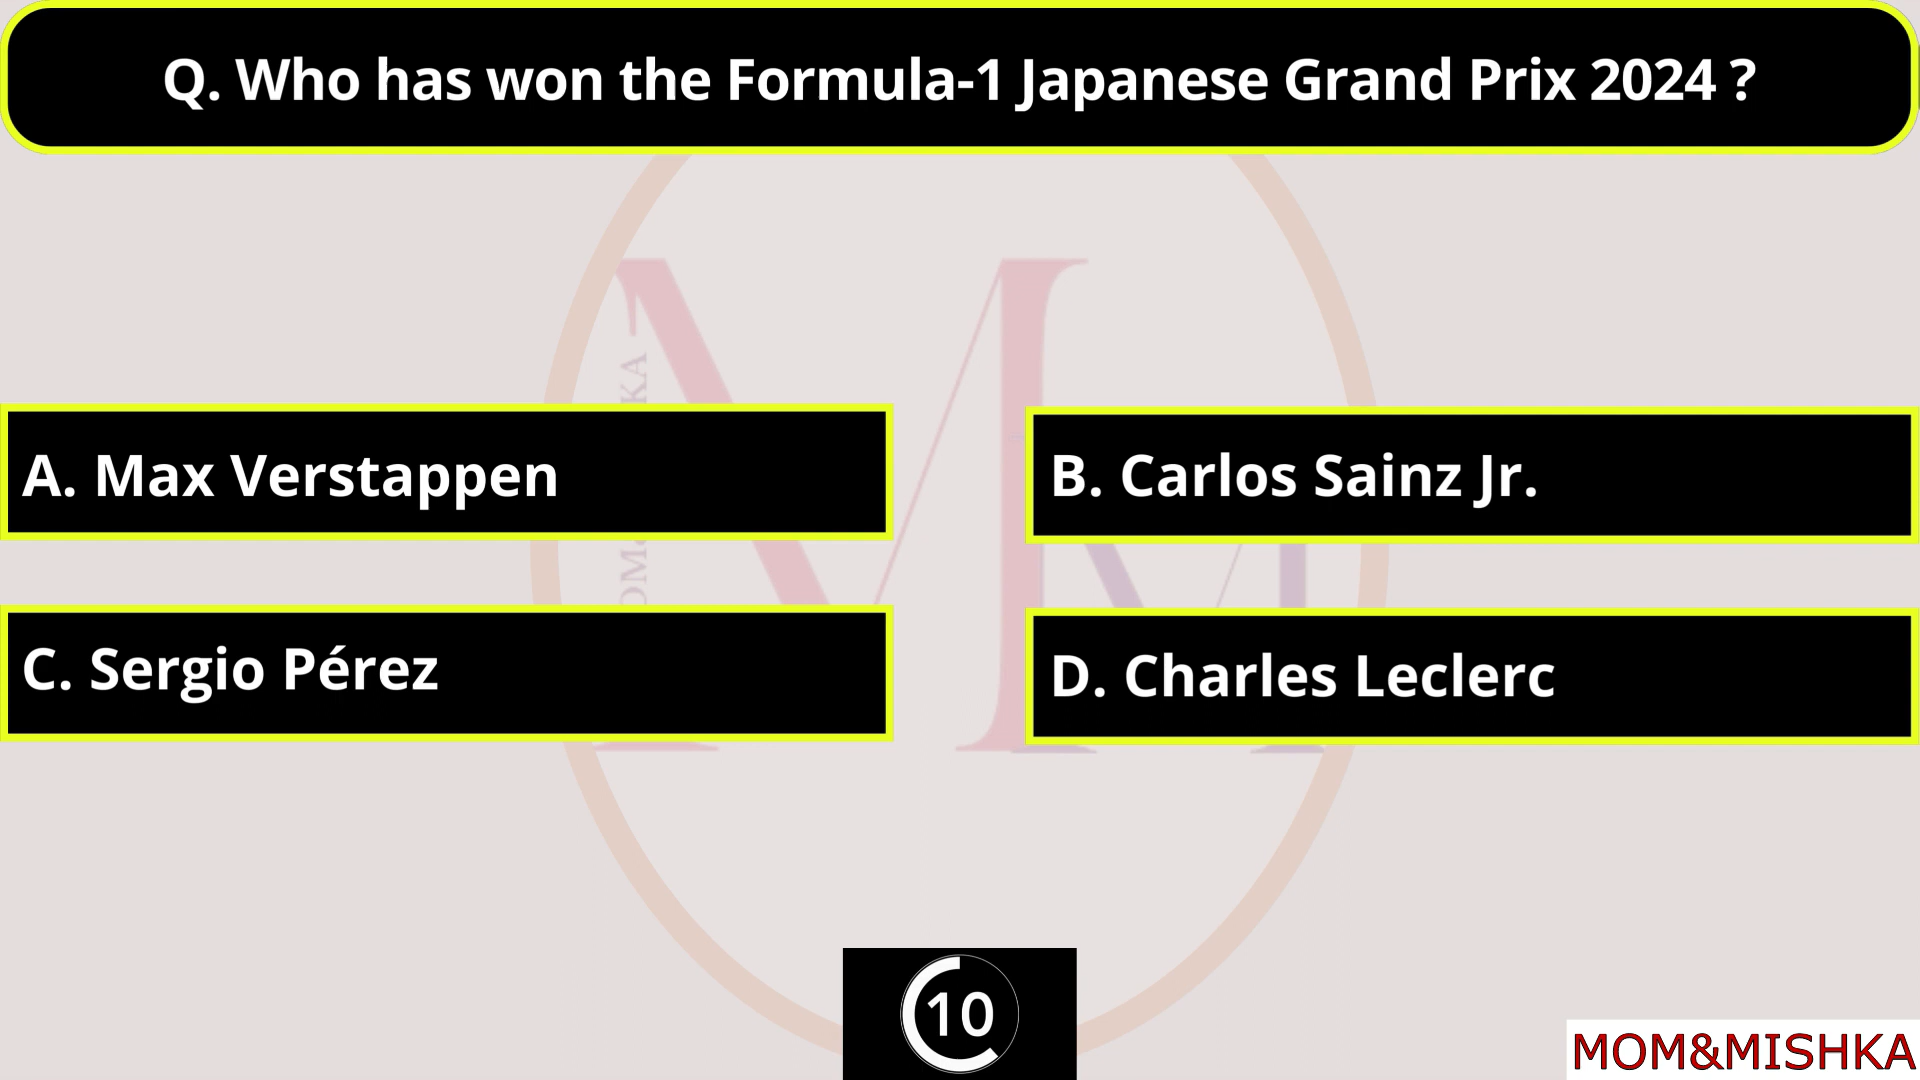 Q. Who has won the Formula-1 Japanese Grand Prix 2024 ?
A. Max Verstappen
B. Carlos Sainz Jr.
C. Sergio Pérez
D. Charles Leclerc
10
MOM&MISHKA